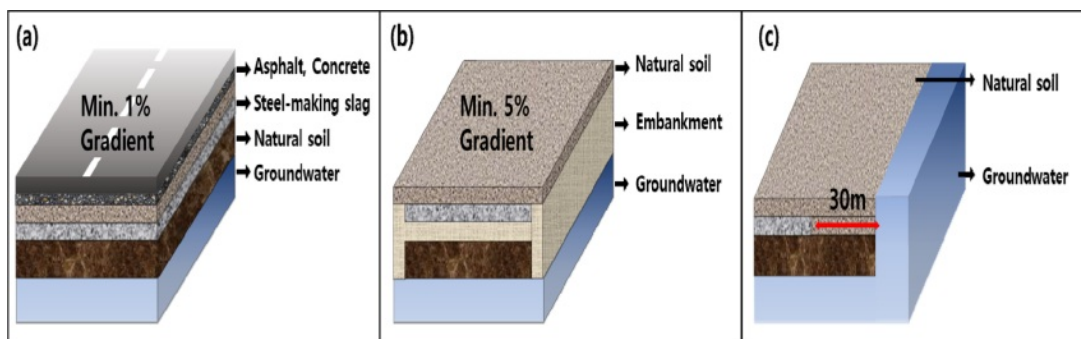 (a)
Min. 1%
Gradient
Asphalt, Concrete
Steel-making slag
Natural soil
Groundwater
(b)
Min. 5%
Gradient
Natural soil
Embankment
Groundwater
(c)
Natural soil
Groundwater
30m